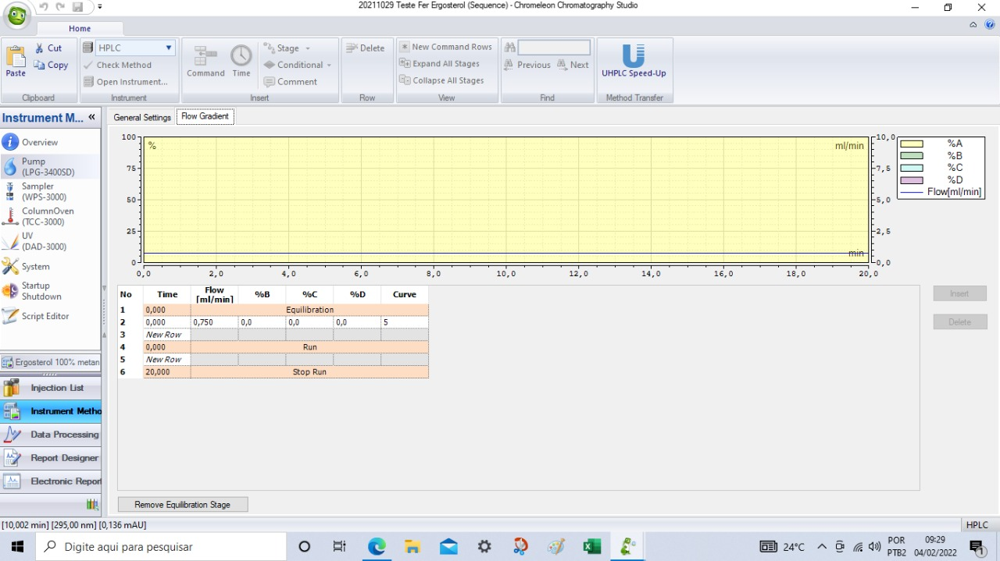 20211029 Teste Fer Ergosterol (Sequence) - Chromeleon Chromatography Studio
Home
Paste
Cut
Copy
Clipboard
HPLC
Check Method
Open Instrument...
Instrument
Command
Time
Stage
Conditional
Comment
Insert
Delete
Row
New Command Rows
Expand All Stages
Collapse All Stages
View
Previous Next
Find
UHPLC Speed-Up
Method Transfer
Instrument M... «
Overview
Pump
(LPG-3400SD)
Sampler
(WPS-3000)
ColumnOven
(TCC-3000)
UV
(DAD-3000)
System
Startup
Shutdown
Script Editor
Ergosterol 100% metan
Injection List
Instrument Metho
Data Processing
Report Designer
Electronic Report
General Settings Flow Gradient
100
75
50
25
0
%
ml/min
min
10,0
7,5
5,0
2,5
0,0
0,0 2,0 4,0 6,0 8,0 10,0 12,0 14,0 16,0 18,0 20,0
%A
%B
%C
%D
Flow[ml/min]
No Time Flow [ml/min] %B %C %D Curve
1 0,000 Equilibration
2 0,000 0,750 0,0 0,0 0,0 5
3 New Row
4 0,000 Run
5 New Row
6 20,000 Stop Run
Insert
Delete
Remove Equilibration Stage
[10,002 min] [295,00 nm] [0,136 mAU] HPLC
Digite aqui para pesquisar
24°C
POR
PTB2
09:29
04/02/2022
1